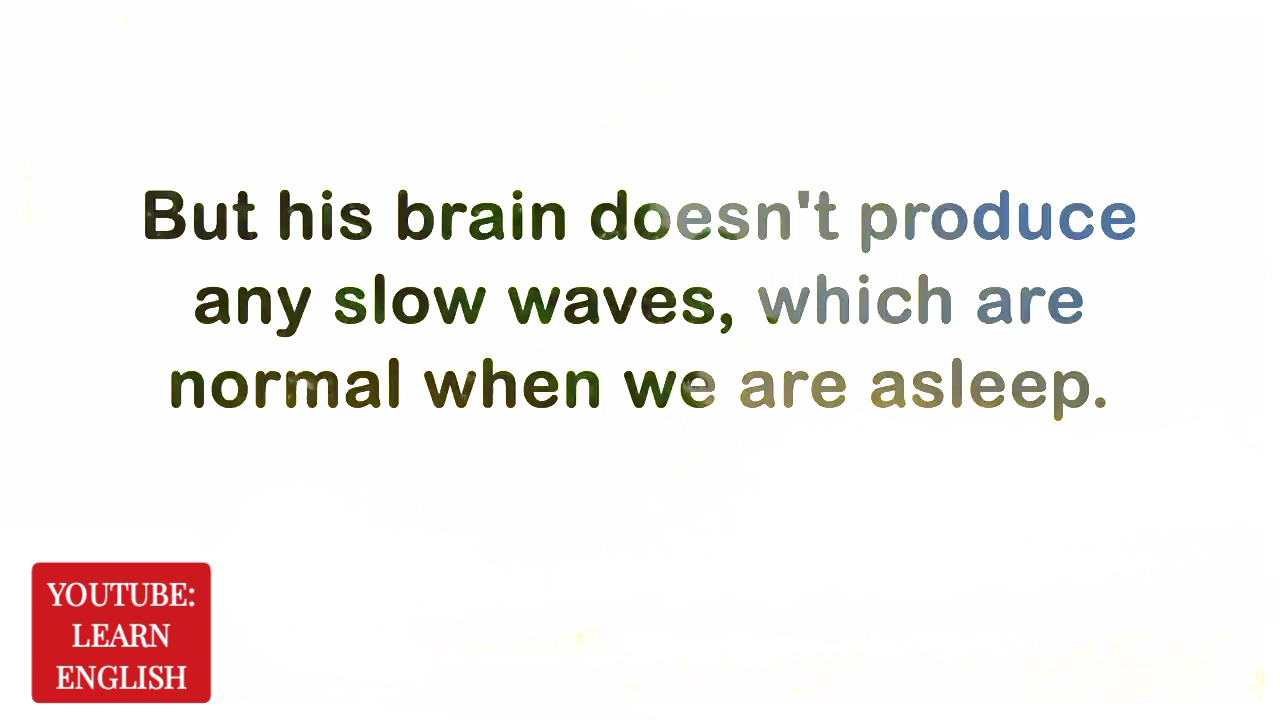 But his brain doesn't produce
any slow waves, which are
normal when we are asleep.
YOUTUBE:
LEARN
ENGLISH